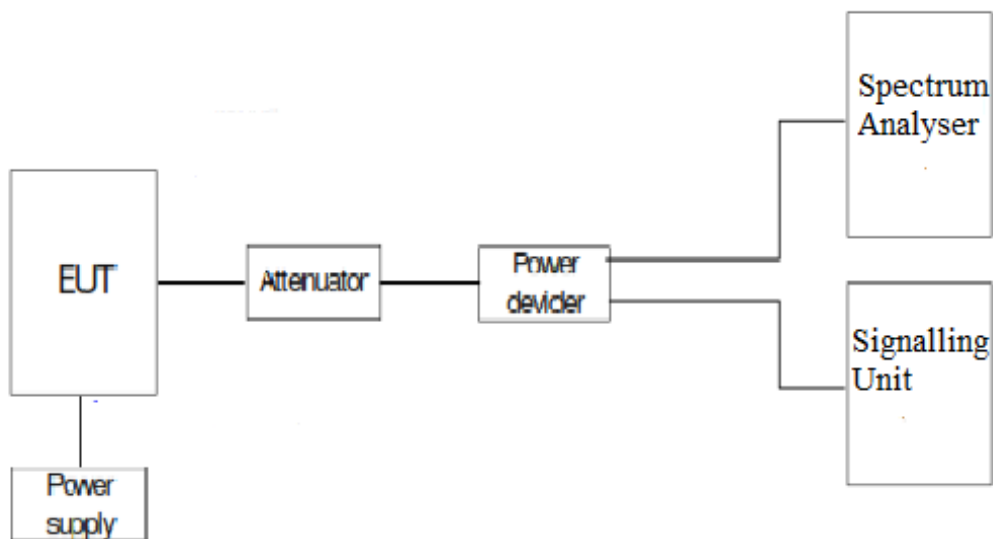 Spectrum
Analyser
EUT
Attenuator
Power
devider
Signalling
Unit
Power
supply